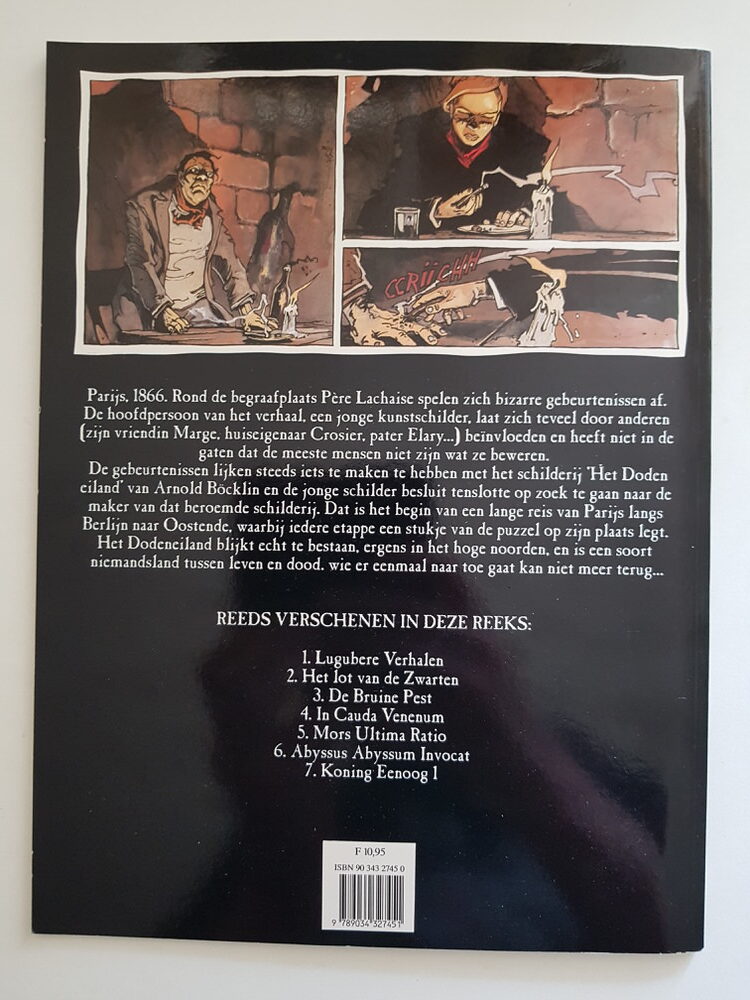 CCRIICHH
Parijs, 1866. Rond de begraafplaats Père Lachaise spelen zich bizarre gebeurtenissen af.
De hoofdpersoon van het verhaal, een jonge kunstschilder, laat zich teveel door anderen
(zijn vriendin Marge, huiseigenaar Crosier, pater Elary...) beïnvloeden en heeft niet in de
gaten dat de meeste mensen niet zijn wat ze beweren.
De gebeurtenissen lijken steeds iets te maken te hebben met het schilderij 'Het Doden
eiland' van Arnold Böcklin en de jonge schilder besluit tenslotte op zoek te gaan naar de
maker van dat beroemde schilderij. Dat is het begin van een lange reis van Parijs langs
Berlijn naar Oostende, waarbij iedere etappe een stukje van de puzzel op zijn plaats legt.
Het Dodeneiland blijkt echt te bestaan, ergens in het hoge noorden, en is een soort
niemandsland tussen leven en dood, wie er eenmaal naar toe gaat kan niet meer terug...
REEDS VERSCHENEN IN DEZE REEKS:
1. Lugubere Verhalen
2. Het lot van de Zwarten
3. De Bruine Pest
4. In Cauda Venenum
5. Mors Ultima Ratio
6. Abyssus Abyssum Invocat
7. Koning Eenoog 1
F 10,95
ISBN 90 343 2745 0
9 789034 327451